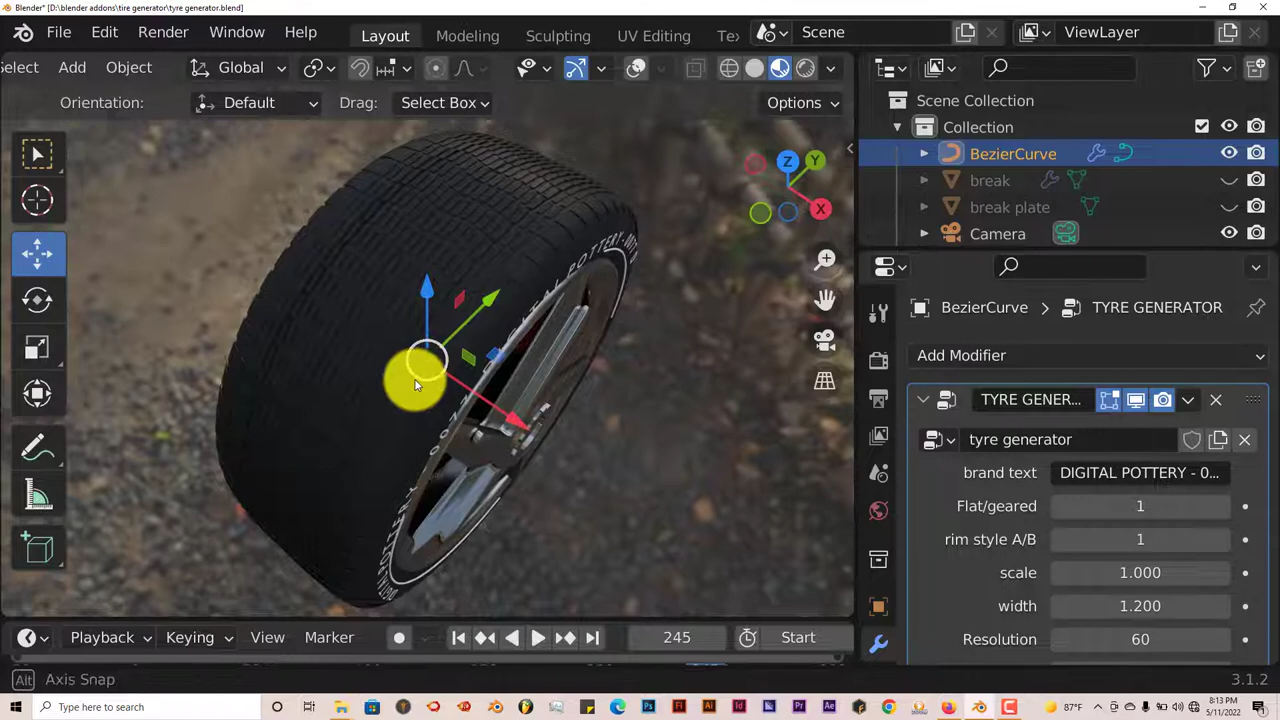 Blender* [D:\blender addons\tire generator\tyre generator.blend]
File Edit Render Window Help Layout Modeling Sculpting UV Editing Te Scene ViewLayer
Select Add Object Global
Orientation: Default Drag: Select Box Options
Scene Collection
Collection
BezierCurve
break
break plate
Camera
BezierCurve > TYRE GENERATOR
Add Modifier
TYRE GENER...
tyre generator
brand text DIGITAL POTTERY - 0...
Flat/geared 1
rim style A/B 1
scale 1.000
width 1.200
Resolution 60
Z
Y
X
Playback Keying View Marker 245 Start
Alt Axis Snap 3.1.2
Type here to search
87°F
8:13 PM
5/11/2022